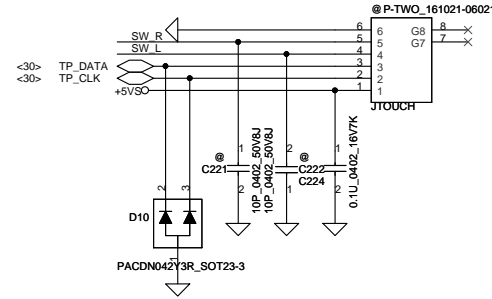 @ P-TWO_161021-06021
SW_R
SW_L
<30> TP_DATA
<30> TP_CLK
+5VS
6 6 G8 8
5 5 G7 7
4 4
3 3
2 2
1 1
JTOUCH
@
C221
10P_0402_50V8J
1
2
10P_0402_50V8J
2
1
@
C222
C224
1
2
0.1U_0402_16V7K
2
3
D10
1
PACDN042Y3R_SOT23-3